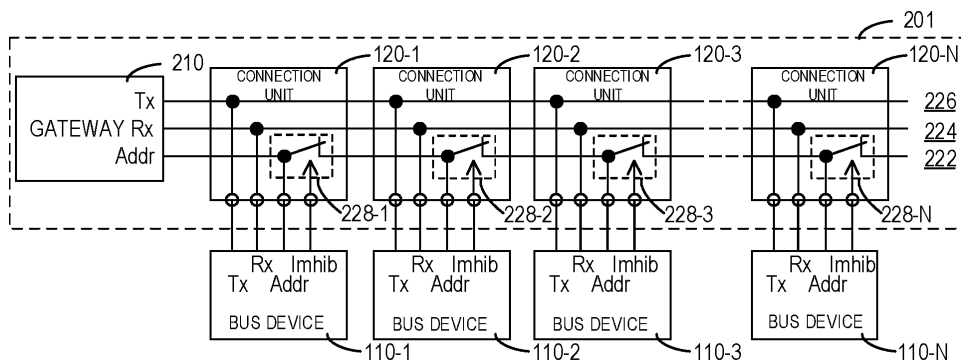 201
210
120-1
120-2
120-3
120-N
CONNECTION UNIT
CONNECTION UNIT
CONNECTION UNIT
CONNECTION UNIT
Tx
GATEWAY Rx
Addr
226
224
222
228-1
228-2
228-3
228-N
Rx Imhib
Tx Addr
BUS DEVICE
Rx Imhib
Tx Addr
BUS DEVICE
Rx Imhib
Tx Addr
BUS DEVICE
Rx Imhib
Tx Addr
BUS DEVICE
110-1
110-2
110-3
110-N